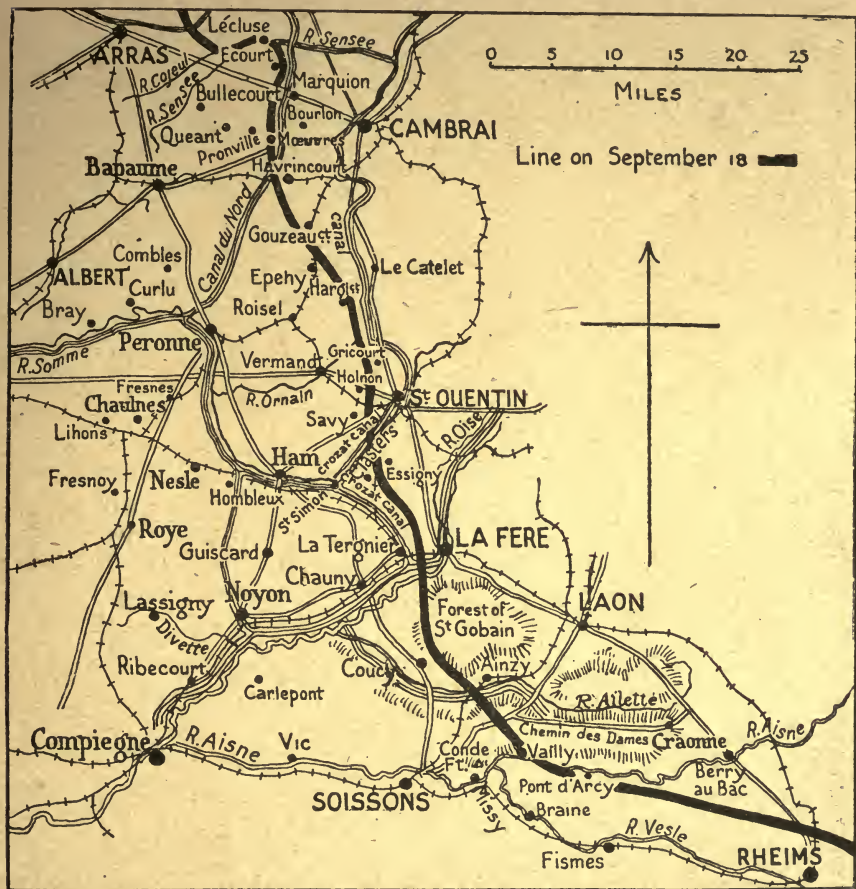 Lécluse
ARRAS
Ecourt
R. Sensee
R. Cojeul
Marquion
R. Sensee
Bullecourt
Bourlon
Queant
Pronville
Mœuvres
CAMBRAI
0 5 10 15 20 25
MILES
Line on September 18
Bapaume
Havrincourt
Canal du Nord
canal
Gouzeauct
Combles
ALBERT
Curlu
Epehy
Le Catelet
Hargist
Bray
Roisel
Peronne
R. Somme
Vermand
Gricourt
Holnon
Fresnes
R. Ornain
St QUENTIN
Chaulnes
Savy
Lihons
Crozat canal
R. Oise
Ham
Essigny
Fresnoy
Nesle
Hombleux
St Simon
Crozat canal
Roye
Guiscard
La Tergnier
LA FERE
Chauny
Lassigny
Noyon
Forest of
St Gobain
LAON
Divette
Ribecourt
Coucy
Ainzy
Carlepont
R. Ailette
Chemin des Dames
Craonne
R. Aisne
Compiegne
R. Aisne
Vic
Conde
Ft.
Vailly
Pont d'Arcy
Berry
au Bac
SOISSONS
Missy
Braine
R. Vesle
Fismes
RHEIMS